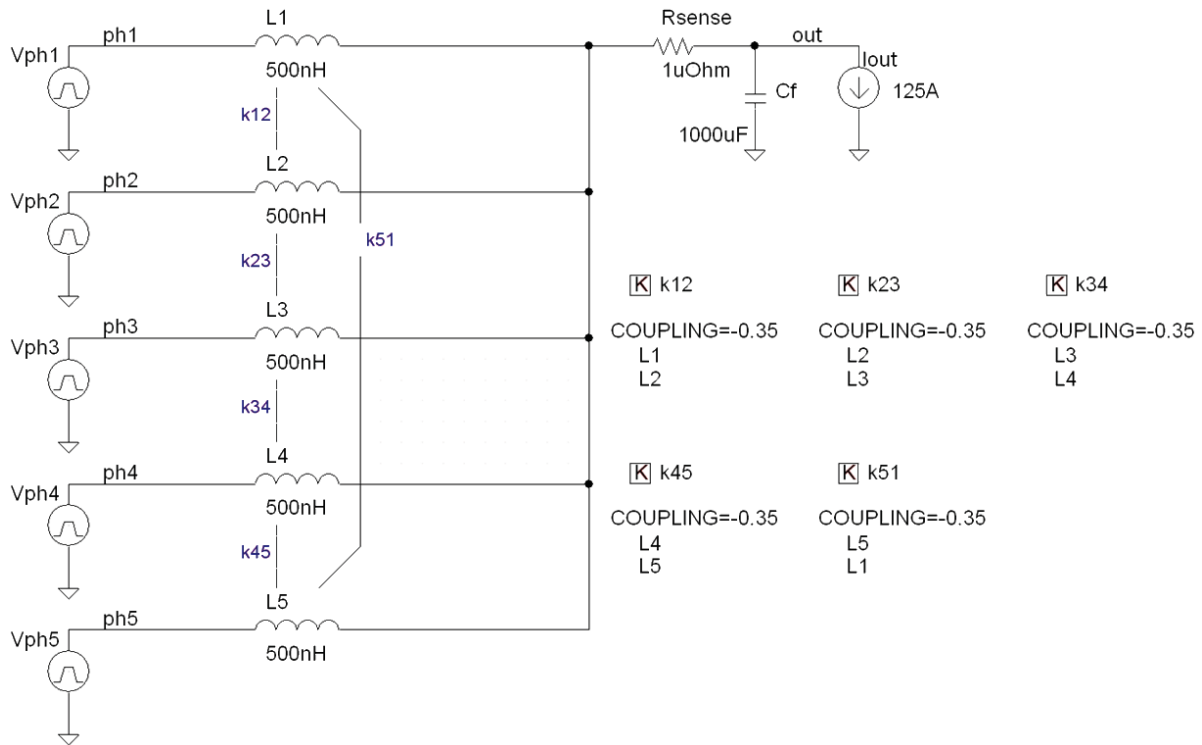 L1
Rsense
Vph1
ph1
out
Iout
500nH
1uOhm
Cf
125A
k12
1000uF
L2
Vph2
ph2
500nH
k51
k23
k12
k23
k34
L3
COUPLING=-0.35
COUPLING=-0.35
COUPLING=-0.35
Vph3
ph3
L1
L2
L3
500nH
L2
L3
L4
k34
L4
Vph4
ph4
K k45
K k51
500nH
COUPLING=-0.35
COUPLING=-0.35
k45
L4
L5
L5
L1
L5
Vph5
ph5
500nH